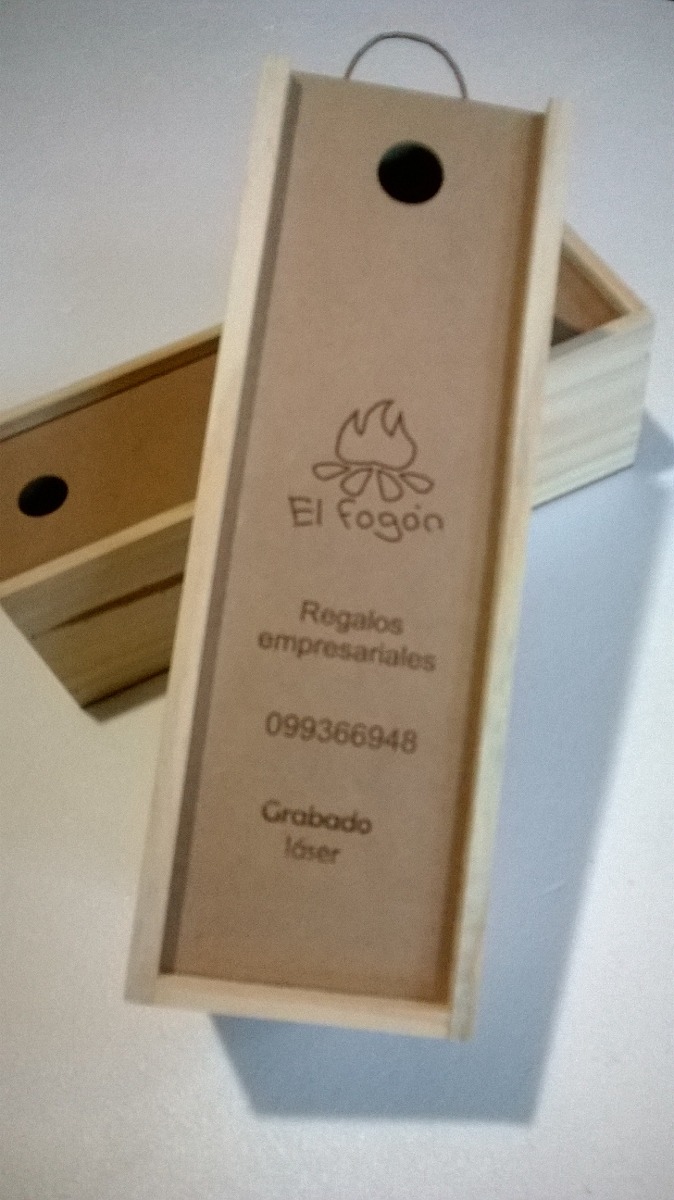 El fogón
Regalos
empresariales
099366948
Grabado
láser